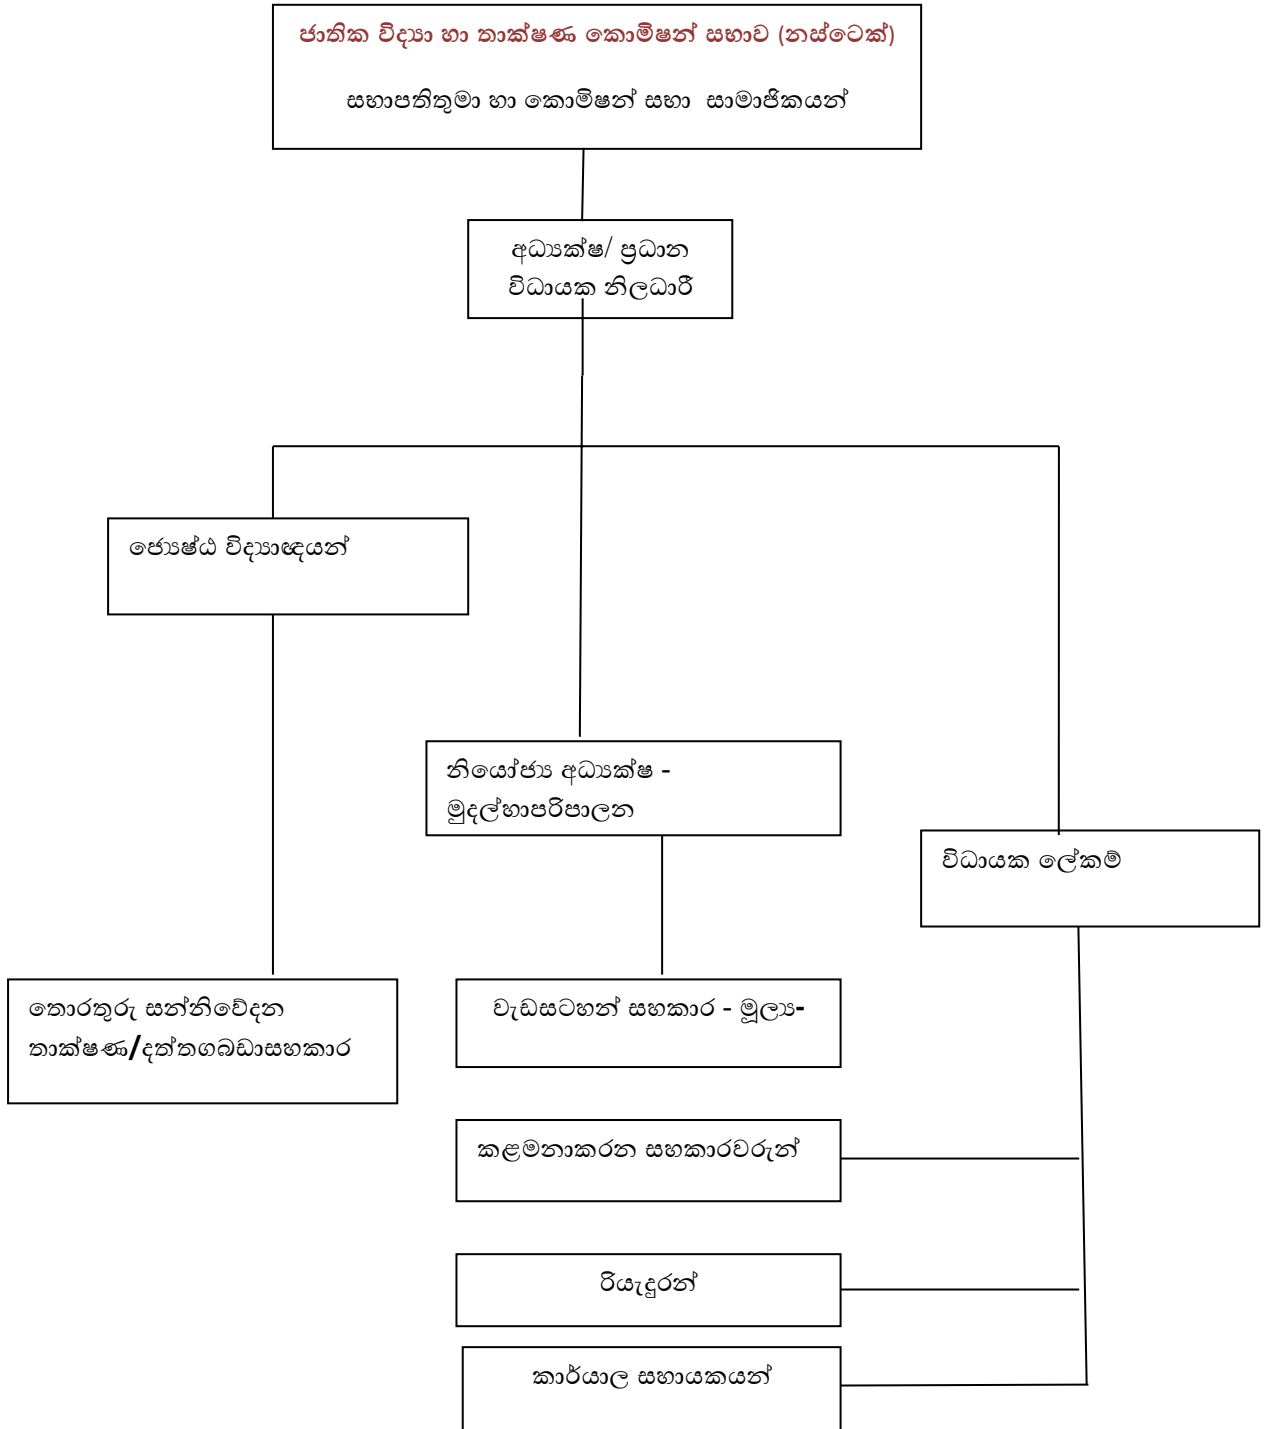 ජාතික විද්‍යා හා තාක්ෂණ කොමිෂන් සභාව (නස්ටෙක්)
සභාපතිතුමා හා කොමිෂන් සභා සාමාජිකයන්
අධ්‍යක්ෂ/ ප්‍රධාන
විධායක නිලධාරී
ජ්‍යෙෂ්ඨ විද්‍යාඥයන්
නියෝජ්‍ය අධ්‍යක්ෂ -
මුදල්හාපරිපාලන
විධායක ලේකම්
තොරතුරු සන්නිවේදන
තාක්ෂණ/දත්තගබඩාසහකාර
වැඩසටහන් සහකාර - මූල්‍ය-
කළමනාකරන සහකාරවරුන්
රියැදුරන්
කාර්යාල සහායකයන්